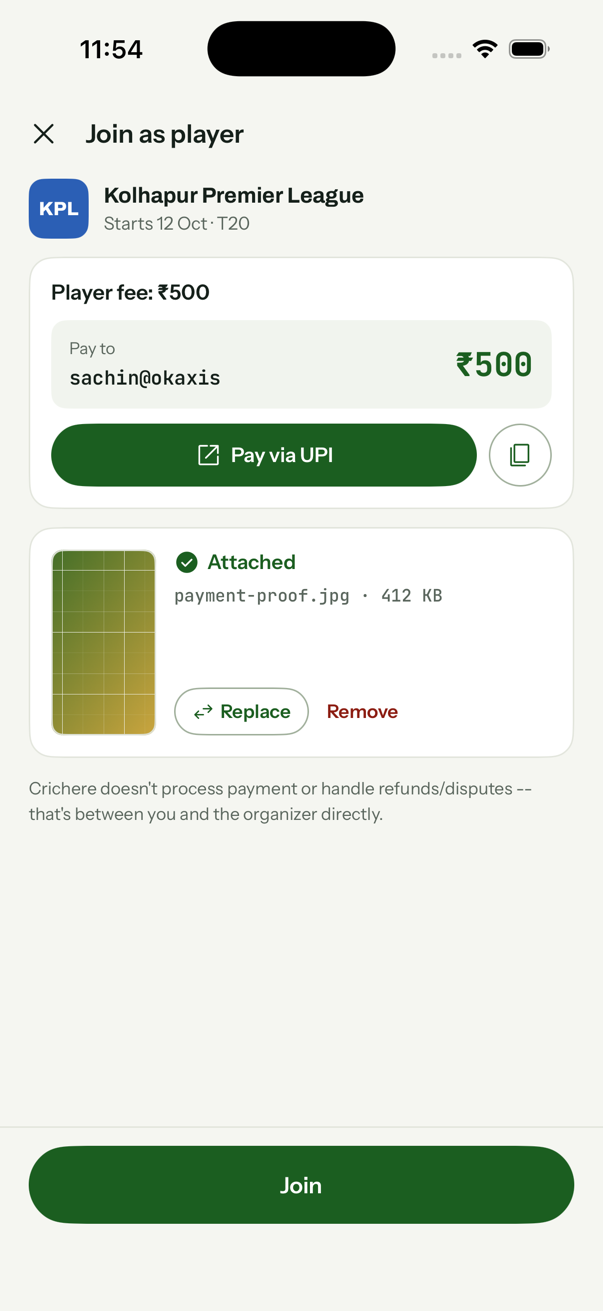 11:54
Join as player
KPL
Kolhapur Premier League
Starts 12 Oct · T20
Player fee: ₹500
Pay to
sachin@okaxis
₹500
Pay via UPI
Attached
payment-proof.jpg · 412 KB
Replace
Remove
Crichere doesn't process payment or handle refunds/disputes --
that's between you and the organizer directly.
Join